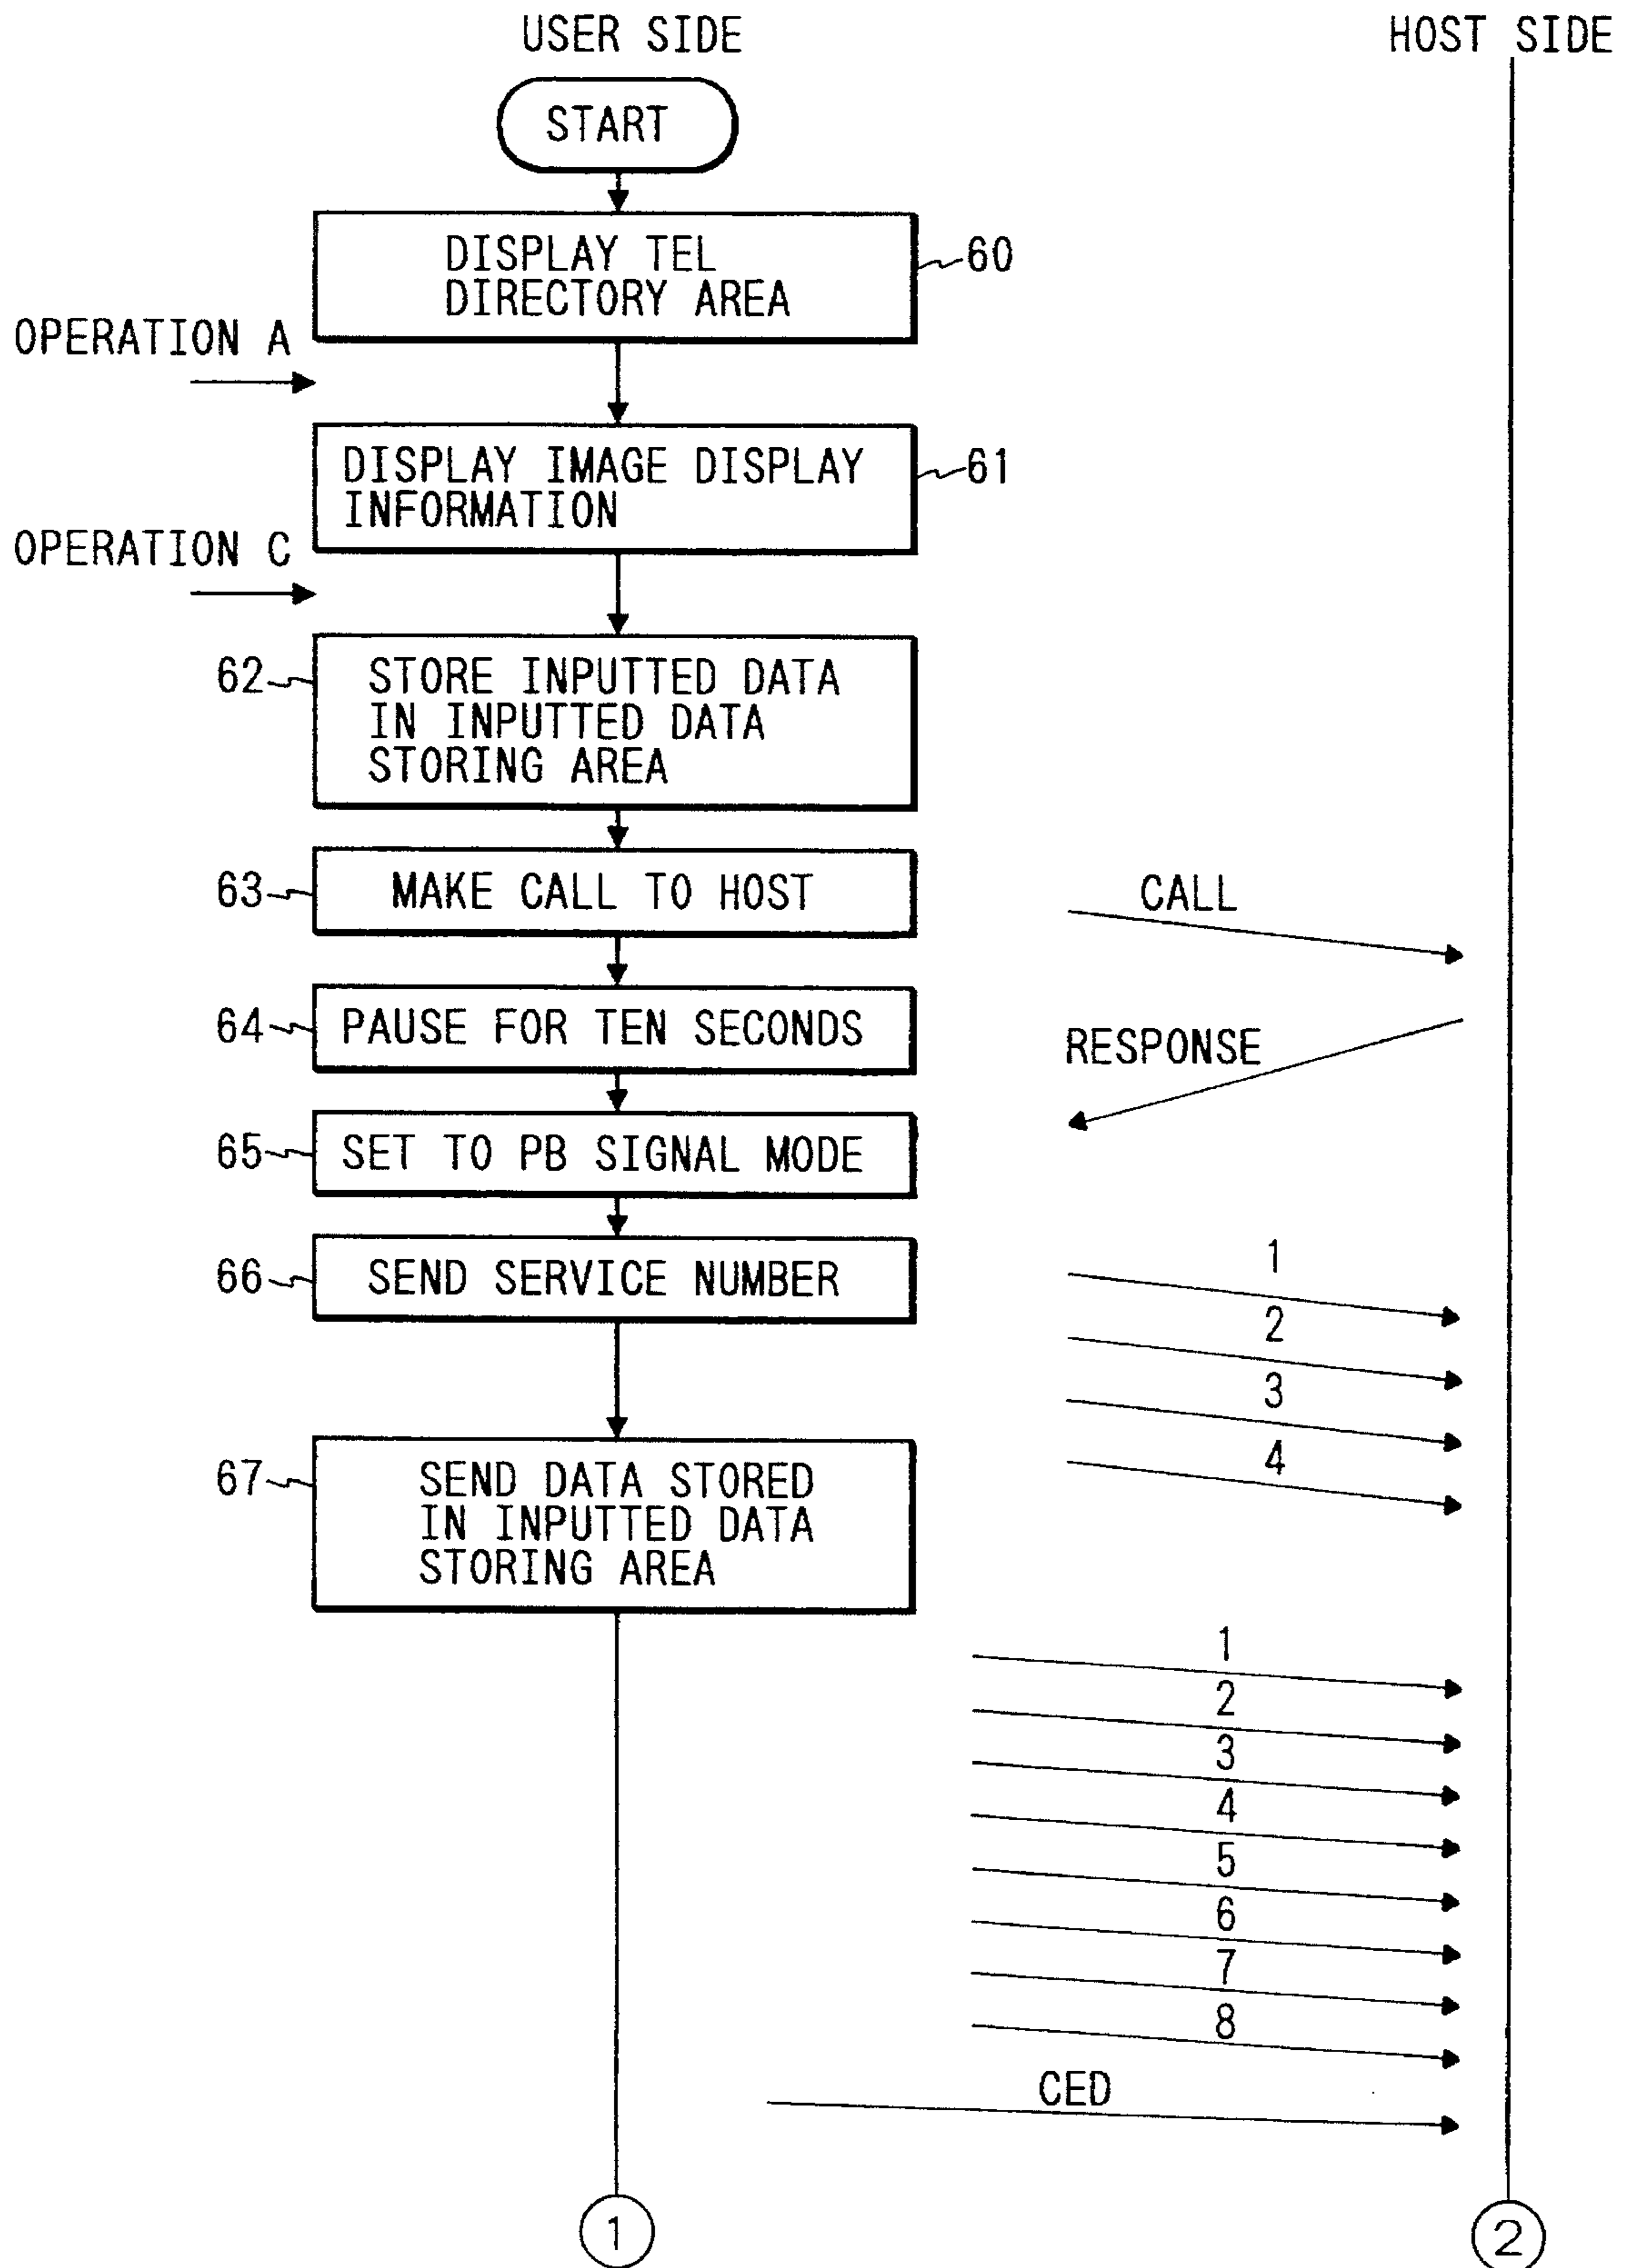 USER SIDE
HOST SIDE
START
DISPLAY TEL
DIRECTORY AREA
60
OPERATION A
DISPLAY IMAGE DISPLAY
INFORMATION
61
OPERATION C
62
STORE INPUTTED DATA
IN INPUTTED DATA
STORING AREA
63
MAKE CALL TO HOST
CALL
64
PAUSE FOR TEN SECONDS
RESPONSE
65
SET TO PB SIGNAL MODE
66
SEND SERVICE NUMBER
1
2
3
4
67
SEND DATA STORED
IN INPUTTED DATA
STORING AREA
1
2
3
4
5
6
7
8
CED
1
2